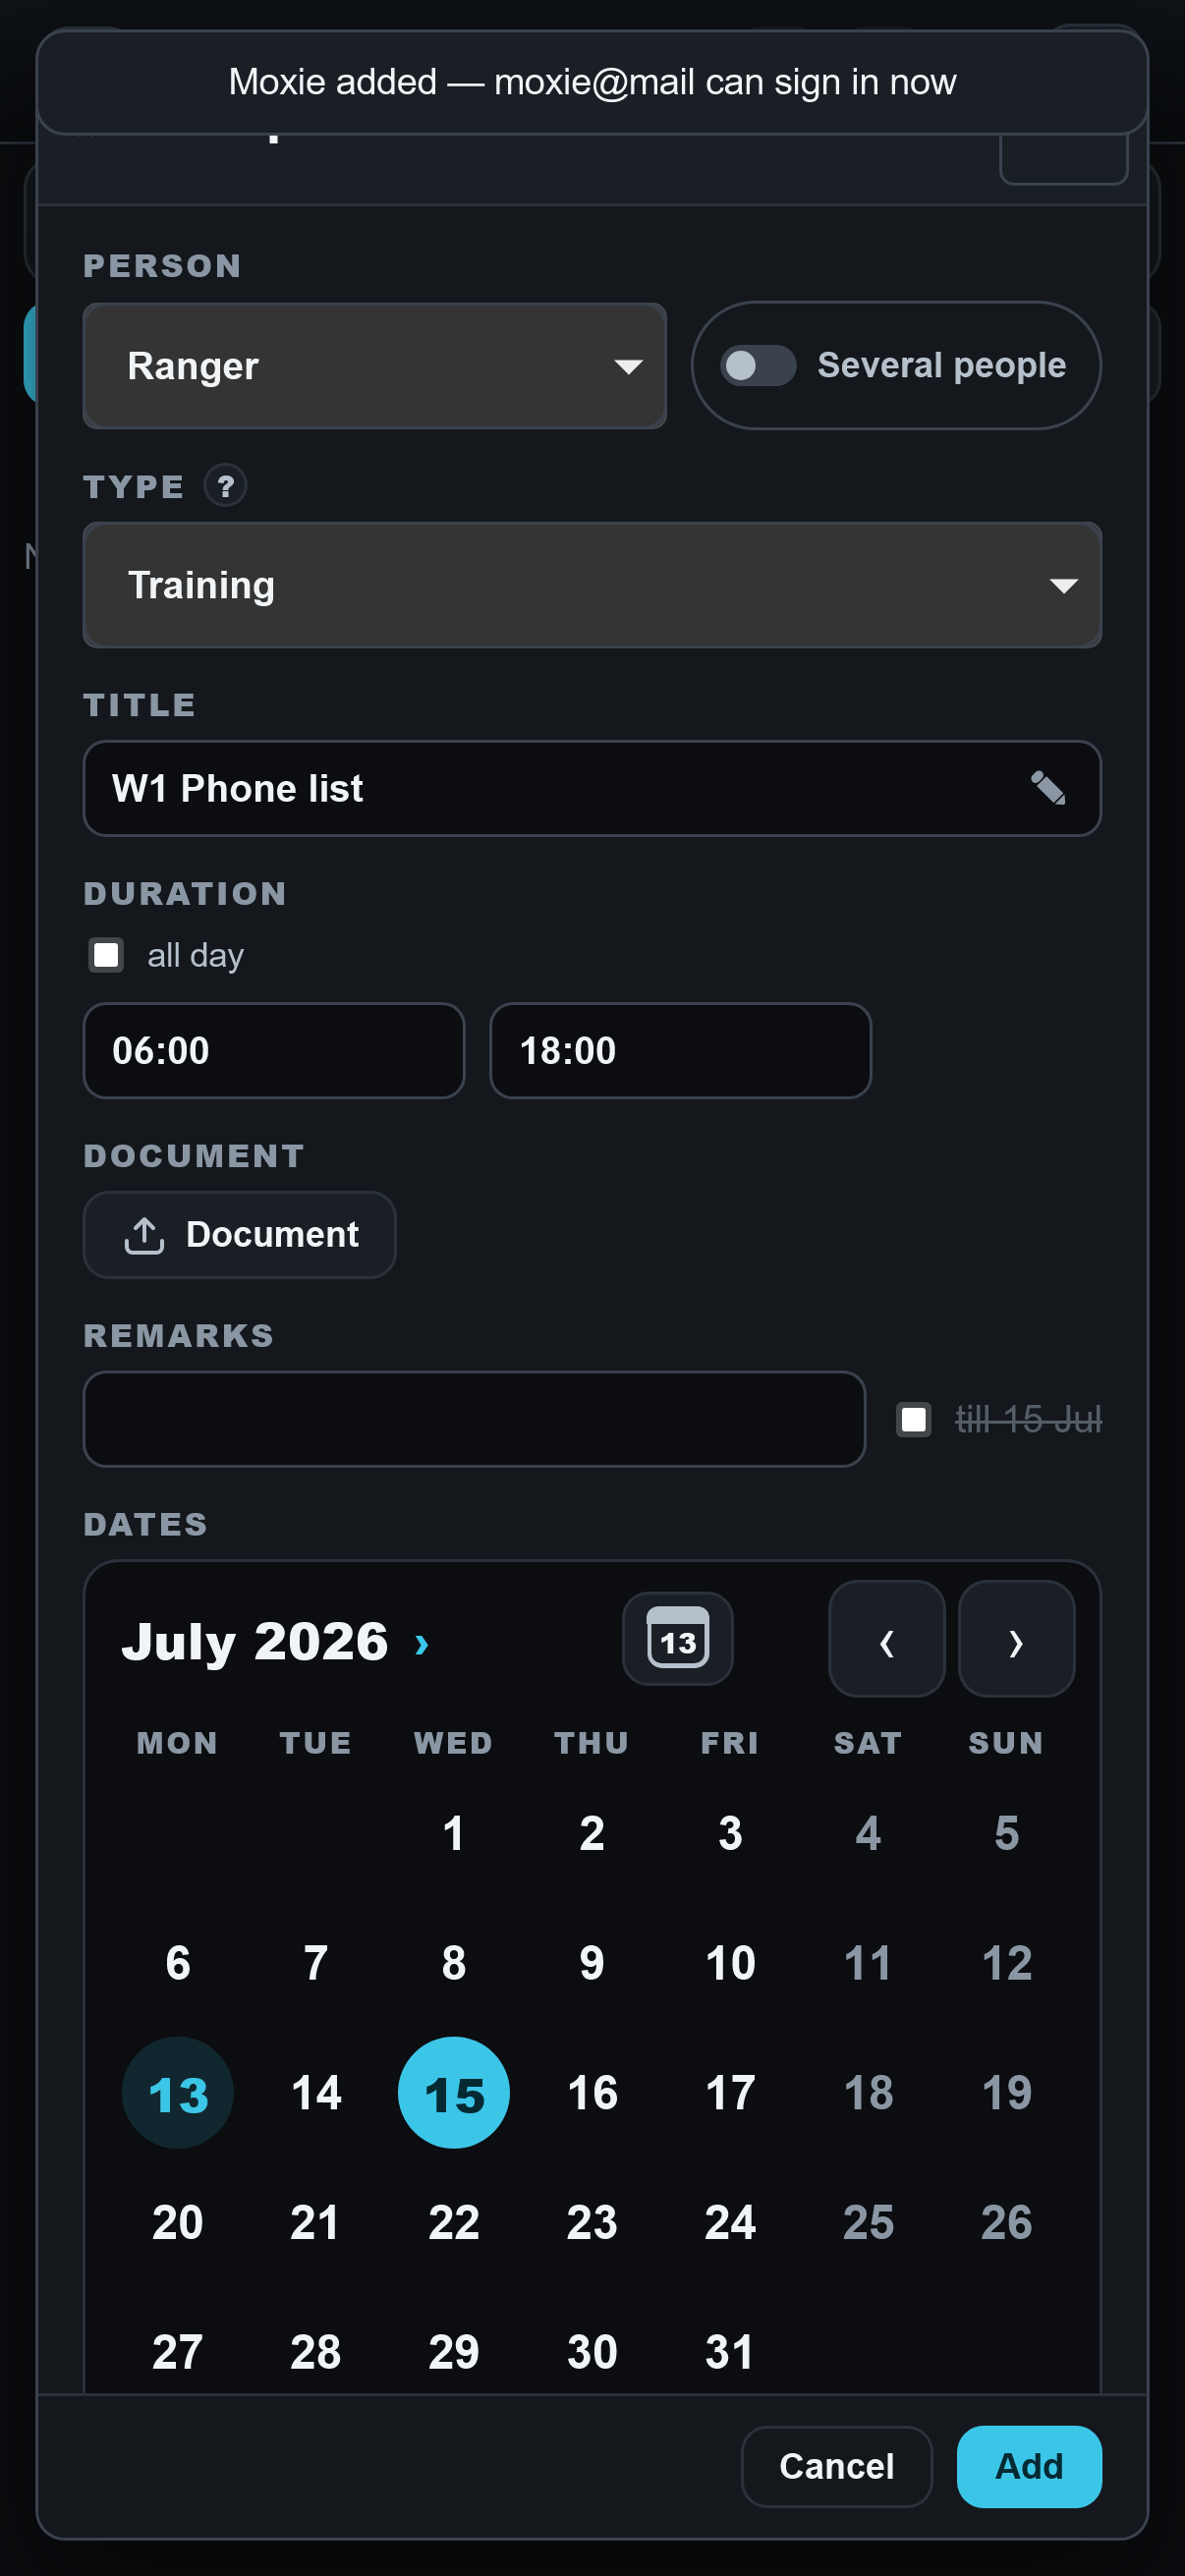 Moxie added — moxie@mail can sign in now
PERSON
Ranger
Several people
TYPE ?
Training
TITLE
W1 Phone list
DURATION
all day
06:00 18:00
DOCUMENT
Document
REMARKS
till 15 Jul
DATES
July 2026 › 13 ‹ ›
MON TUE WED THU FRI SAT SUN
1 2 3 4 5
6 7 8 9 10 11 12
13 14 15 16 17 18 19
20 21 22 23 24 25 26
27 28 29 30 31
Cancel Add